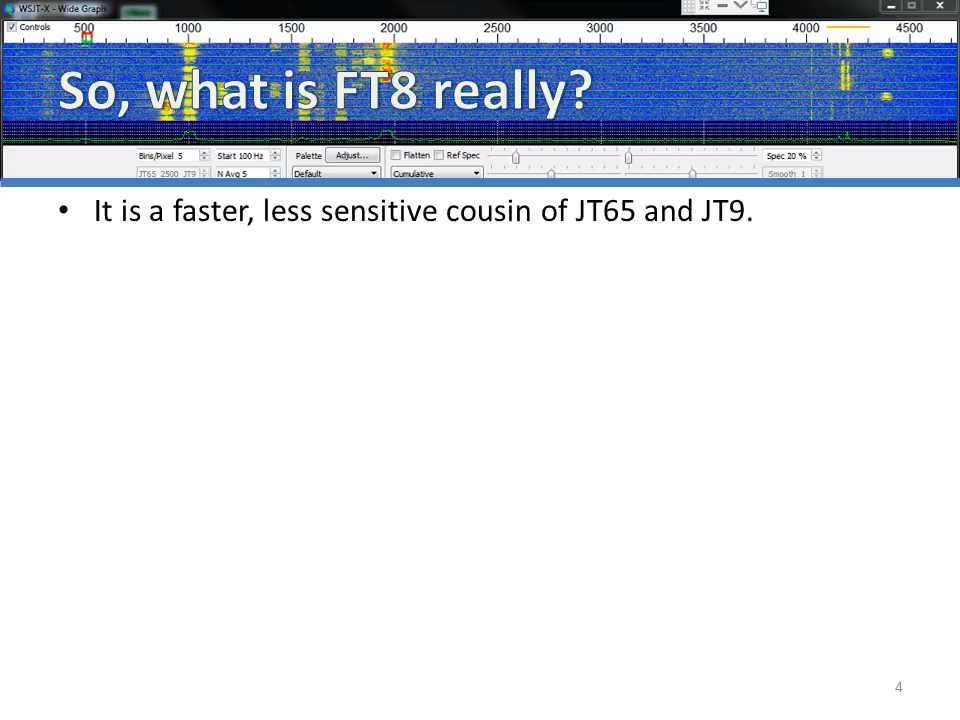 WSJT-X - Wide Graph
Controls 500 1000 1500 2000 2500 3000 3500 4000 4500
So, what is FT8 really?
Bins/Pixel 5 Start 100 Hz Palette Adjust... Flatten Ref Spec Spec 20 %
JT65 2500 JT9 N Avg 5 Default Cumulative Smooth 1
• It is a faster, less sensitive cousin of JT65 and JT9.
4